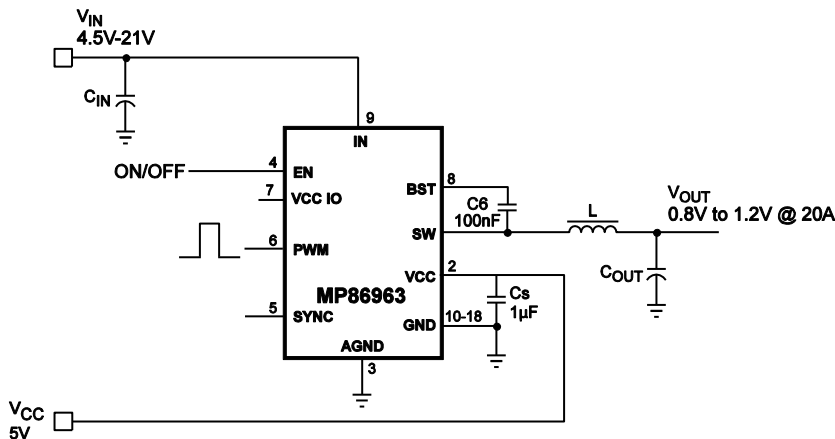 VIN
4.5V-21V
CIN
9
IN
ON/OFF
4
EN
7
VCC IO
6
PWM
5
SYNC
MP86963
AGND
3
8
BST
C6
100nF
SW
L
VOUT
0.8V to 1.2V @ 20A
COUT
2
VCC
Cs
1µF
10-18
GND
VCC
5V